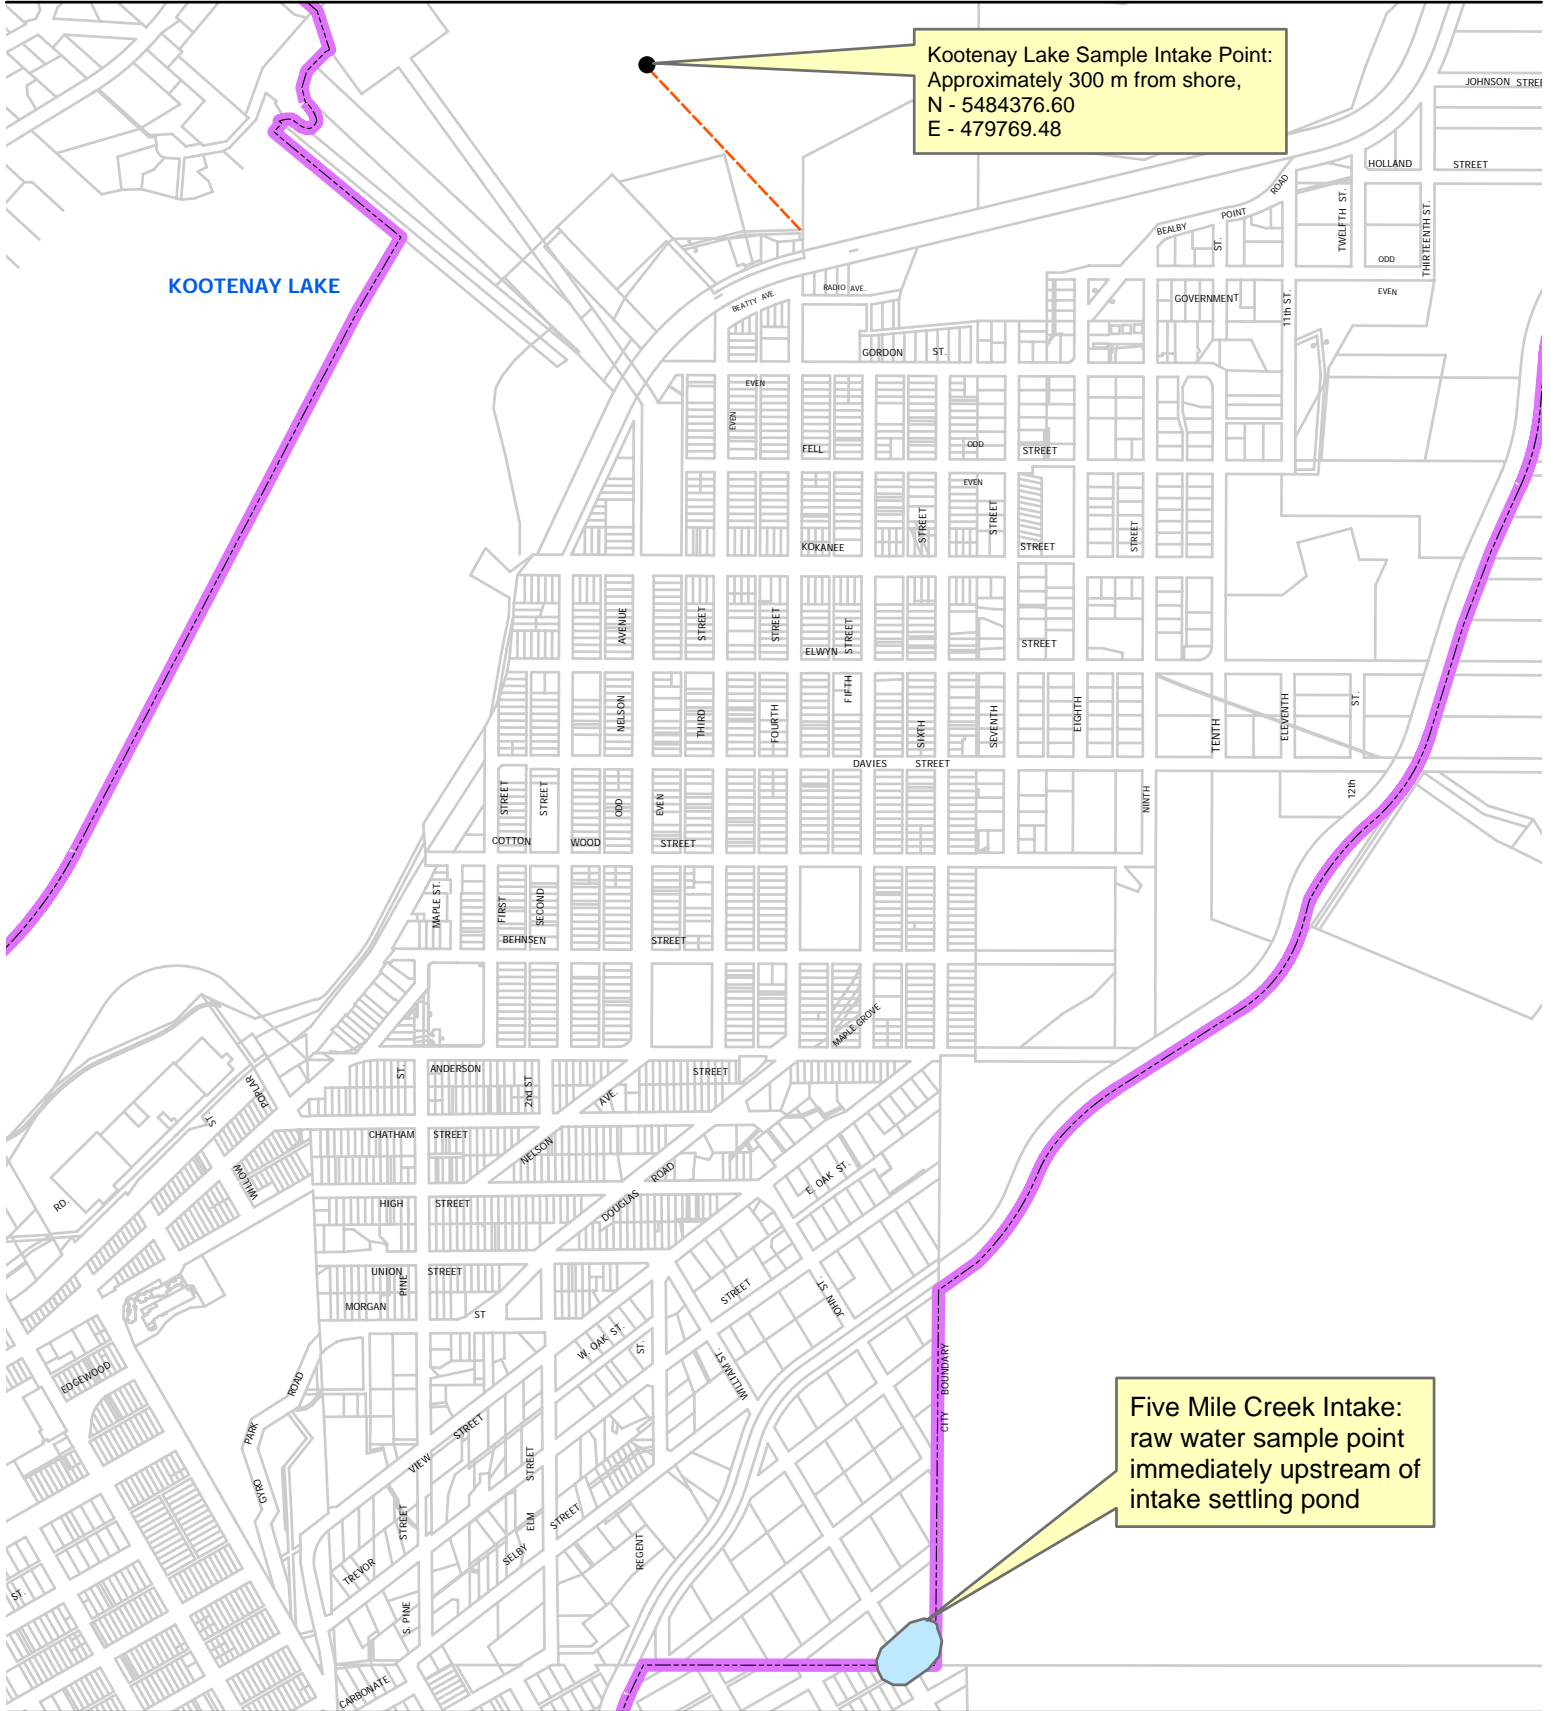 Kootenay Lake Sample Intake Point:
Approximately 300 m from shore,
N - 5484376.60
E - 479769.48
JOHNSON STREE
HOLLAND STREET
ROAD
POINT
BEALBY
ST.
TWELFTH ST.
THIRTEENTH ST.
ODD
EVEN
KOOTENAY LAKE
RADIO AVE.
BEATTY AVE.
GOVERNMENT
11th ST.
GORDON ST.
EVEN
EVEN
FELL
ODD
STREET
EVEN
STREET
STREET
STREET
KOKANEE
STREET
AVENUE
STREET
STREET
STREET
ELWYN
STREET
NELSON
THIRD
FOURTH
FIFTH
SIXTH
SEVENTH
EIGHTH
TENTH
ELEVENTH
ST.
DAVIES STREET
STREET
STREET
ODD
EVEN
NINTH
12th
COTTON WOOD STREET
MAPLE ST.
FIRST
SECOND
BEHNSEN STREET
MAPLE GROVE
ST.
ANDERSON STREET
2nd ST
AVE.
POPLAR
ST
CHATHAM STREET
NELSON
WILLOW
ROAD
E. OAK ST.
RD.
HIGH STREET
DOUGLAS
UNION STREET
PINE
MORGAN ST
STREET
JOHN ST.
W. OAK ST.
ST.
WILLIAM ST.
CITY BOUNDARY
EDGEWOOD
ROAD
PARK
GYRO
VIEW STREET
STREET
STREET
ELM
STREET
SELBY
TREVOR
REGENT
S. PINE
ST.
CARBONATE
Five Mile Creek Intake:
raw water sample point
immediately upstream of
intake settling pond